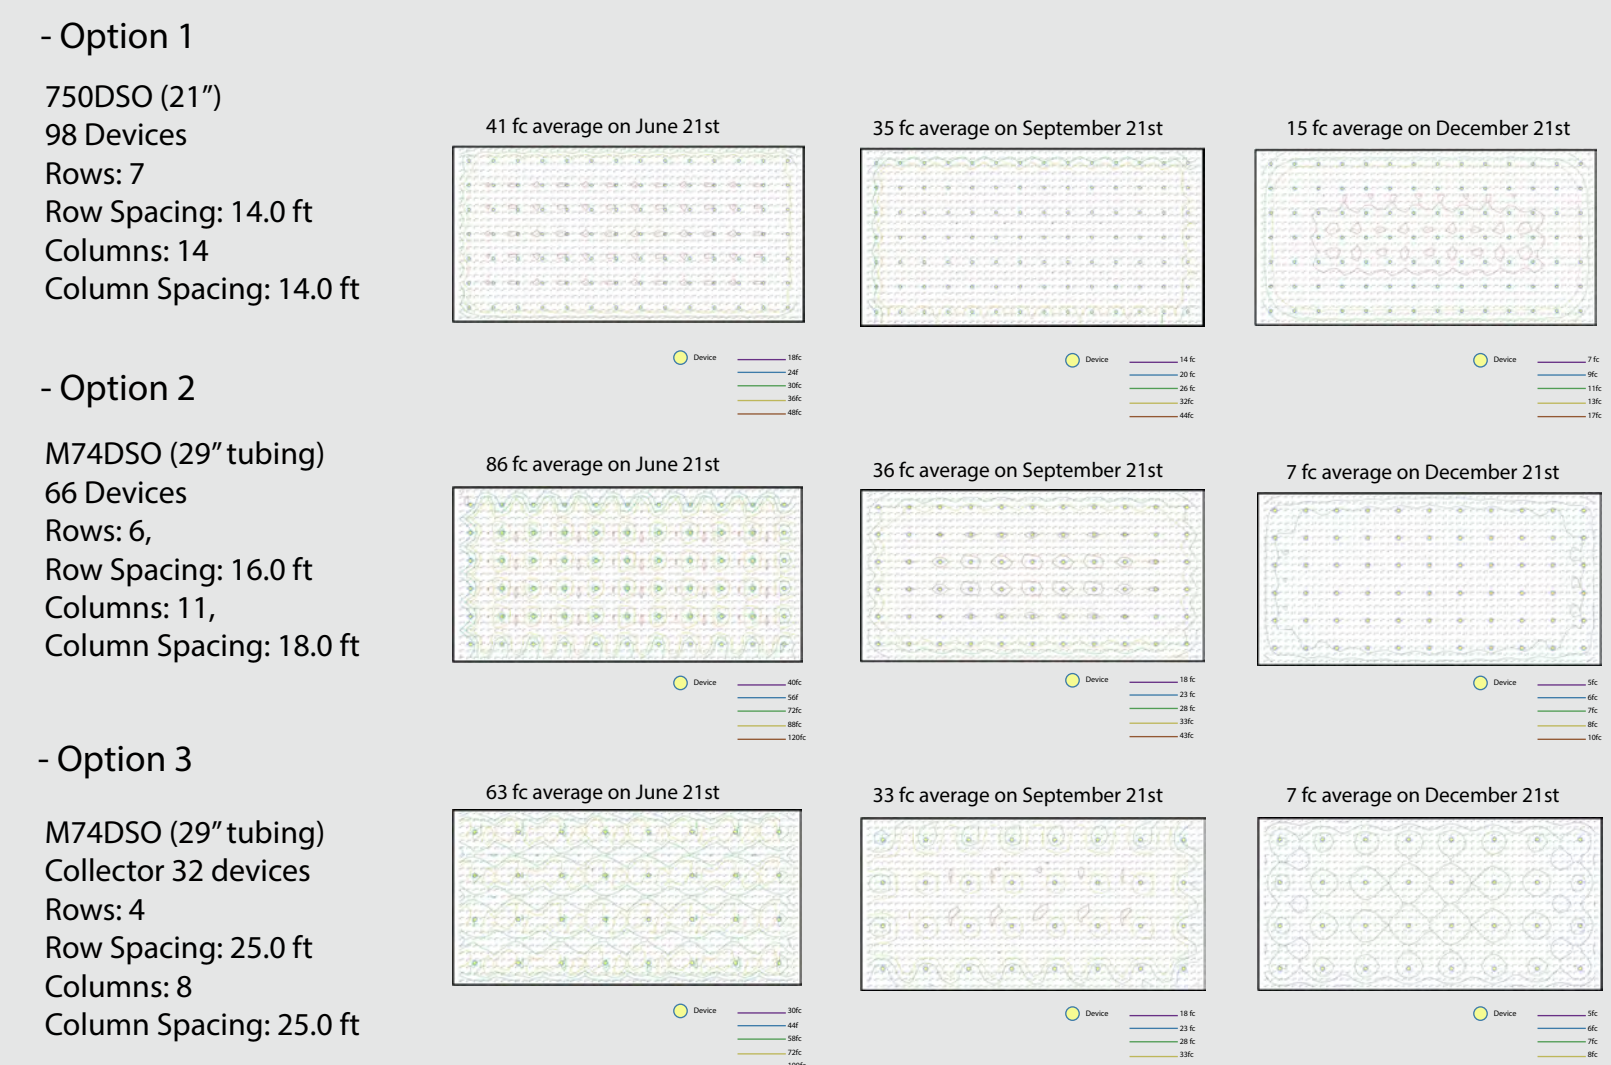 - Option 1
750DSO (21”)
98 Devices
Rows: 7
Row Spacing: 14.0 ft
Columns: 14
Column Spacing: 14.0 ft
41 fc average on June 21st
35 fc average on September 21st
15 fc average on December 21st
Device
18fc
24f
30fc
36fc
48fc
Device
14 fc
20 fc
26 fc
32fc
44fc
Device
7 fc
9fc
11fc
13fc
17fc
- Option 2
M74DSO (29” tubing)
66 Devices
Rows: 6,
Row Spacing: 16.0 ft
Columns: 11,
Column Spacing: 18.0 ft
86 fc average on June 21st
36 fc average on September 21st
7 fc average on December 21st
Device
40fc
56f
72fc
88fc
120fc
Device
18 fc
23 fc
28 fc
33fc
43fc
Device
5fc
6fc
7fc
8fc
10fc
- Option 3
M74DSO (29” tubing)
Collector 32 devices
Rows: 4
Row Spacing: 25.0 ft
Columns: 8
Column Spacing: 25.0 ft
63 fc average on June 21st
33 fc average on September 21st
7 fc average on December 21st
Device
30fc
44f
58fc
72fc
Device
18 fc
23 fc
28 fc
33fc
Device
5fc
6fc
7fc
8fc